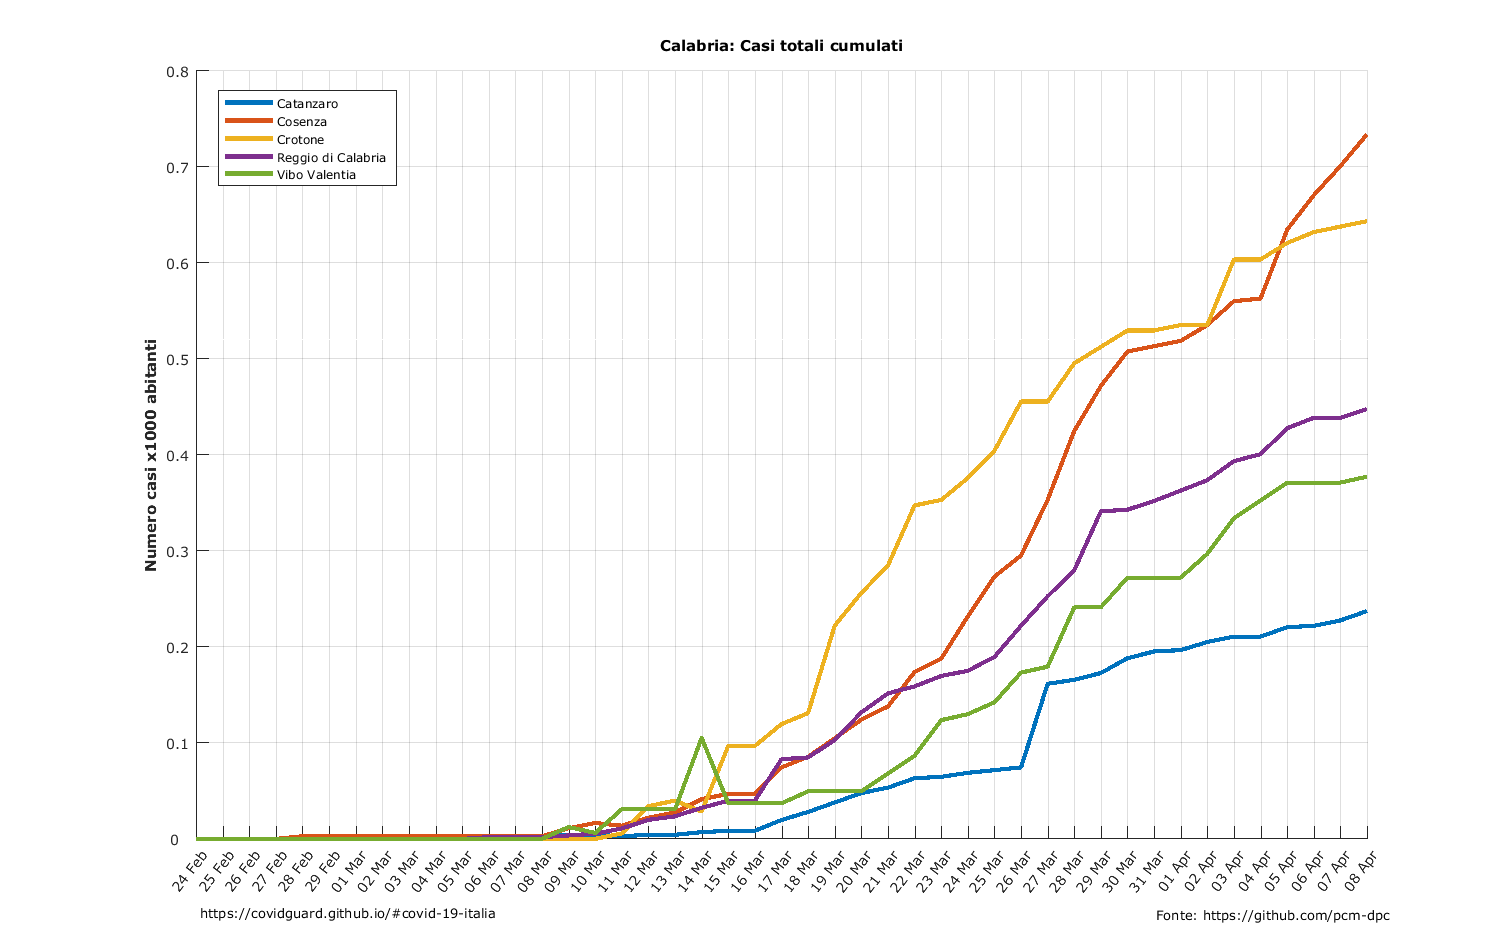 Calabria: Casi totali cumulati
Numero casi x1000 abitanti
0.8
0.7
0.6
0.5
0.4
0.3
0.2
0.1
0
Catanzaro
Cosenza
Crotone
Reggio di Calabria
Vibo Valentia
24 Feb
25 Feb
26 Feb
27 Feb
28 Feb
29 Feb
01 Mar
02 Mar
03 Mar
04 Mar
05 Mar
06 Mar
07 Mar
08 Mar
09 Mar
10 Mar
11 Mar
12 Mar
13 Mar
14 Mar
15 Mar
16 Mar
17 Mar
18 Mar
19 Mar
20 Mar
21 Mar
22 Mar
23 Mar
24 Mar
25 Mar
26 Mar
27 Mar
28 Mar
29 Mar
30 Mar
31 Mar
01 Apr
02 Apr
03 Apr
04 Apr
05 Apr
06 Apr
07 Apr
08 Apr
https://covidguard.github.io/#covid-19-italia
Fonte: https://github.com/pcm-dpc